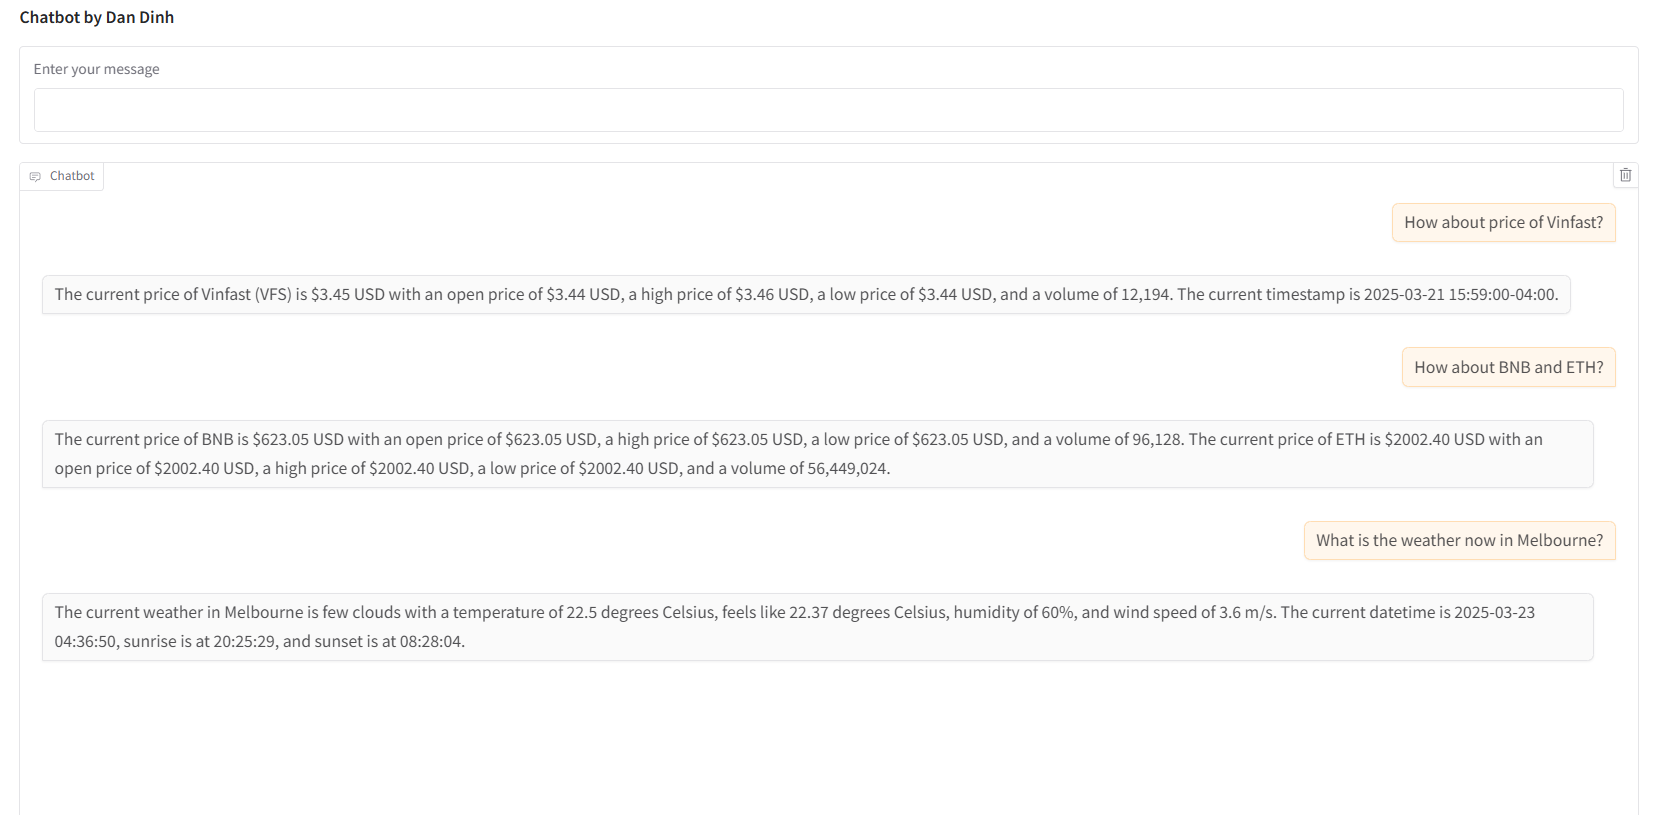 Chatbot by Dan Dinh
Enter your message
Chatbot
How about price of Vinfast?
The current price of Vinfast (VFS) is $3.45 USD with an open price of $3.44 USD, a high price of $3.46 USD, a low price of $3.44 USD, and a volume of 12,194. The current timestamp is 2025-03-21 15:59:00-04:00.
How about BNB and ETH?
The current price of BNB is $623.05 USD with an open price of $623.05 USD, a high price of $623.05 USD, a low price of $623.05 USD, and a volume of 96,128. The current price of ETH is $2002.40 USD with an
open price of $2002.40 USD, a high price of $2002.40 USD, a low price of $2002.40 USD, and a volume of 56,449,024.
What is the weather now in Melbourne?
The current weather in Melbourne is few clouds with a temperature of 22.5 degrees Celsius, feels like 22.37 degrees Celsius, humidity of 60%, and wind speed of 3.6 m/s. The current datetime is 2025-03-23
04:36:50, sunrise is at 20:25:29, and sunset is at 08:28:04.